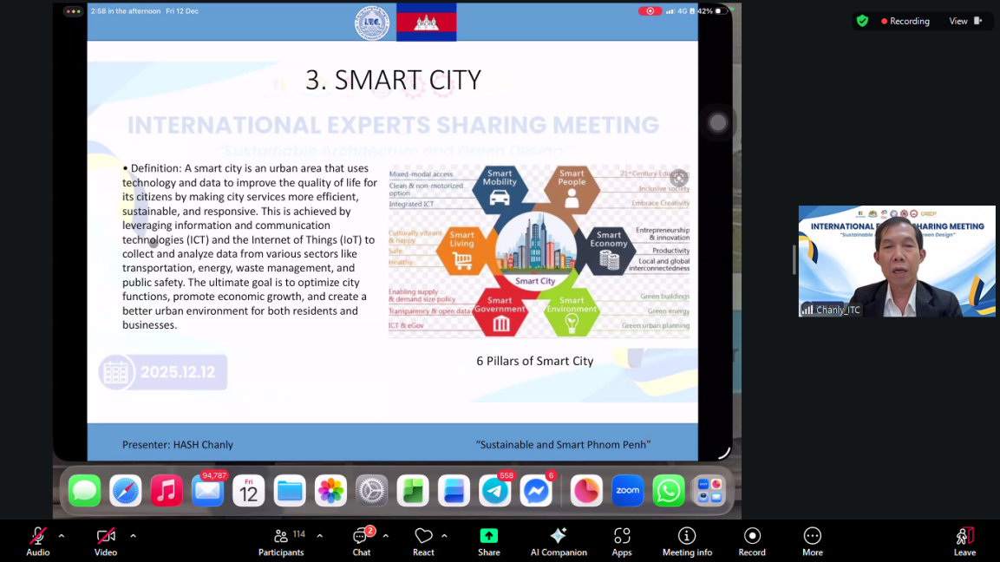 2:58 in the afternoon Fri 12 Dec
4G 42%
Recording
View
3. SMART CITY
INTERNATIONAL EXPERTS SHARING MEETING
"Sustainable Architecture and Green Design"
• Definition: A smart city is an urban area that uses
technology and data to improve the quality of life for
its citizens by making city services more efficient,
sustainable, and responsive. This is achieved by
leveraging information and communication
technologies (ICT) and the Internet of Things (IoT) to
collect and analyze data from various sectors like
transportation, energy, waste management, and
public safety. The ultimate goal is to optimize city
functions, promote economic growth, and create a
better urban environment for both residents and
businesses.
Mixed-modal access
Clean & non-motorized
option
Integrated ICT
Smart
Mobility
Smart
People
21st Century
Inclusive society
Embrace Creativity
Culturally vibrant
& happy
Safe
Healthy
Smart
Living
Smart
Economy
Entrepreneurship
& innovation
Productivity
Local and global
interconnectedness
Smart City
Enabling supply
& demand size policy
Transparency & open data
ICT & eGov
Smart
Government
Smart
Environment
Green buildings
Green energy
Green urban planning
6 Pillars of Smart City
2025.12.12
Presenter: HASH Chanly
"Sustainable and Smart Phnom Penh"
INTERNATIONAL EXPERTS SHARING MEETING
Chanly_ITC
94,787
Fri
12
558
6
zoom
114
2
Audio
Video
Participants
Chat
React
Share
AI Companion
Apps
Meeting info
Record
More
Leave